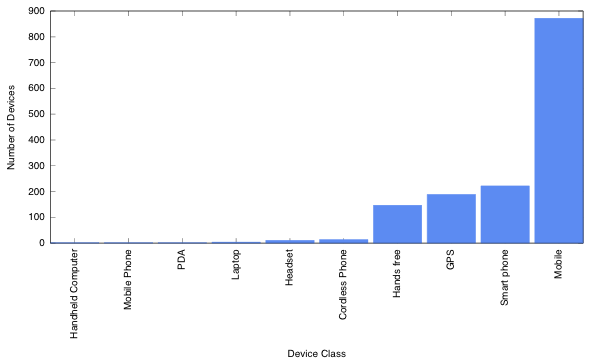 900
800
700
600
500
400
300
200
100
0
Number of Devices
Handheld Computer
Mobile Phone
PDA
Laptop
Headset
Cordless Phone
Hands free
GPS
Smart phone
Mobile
Device Class